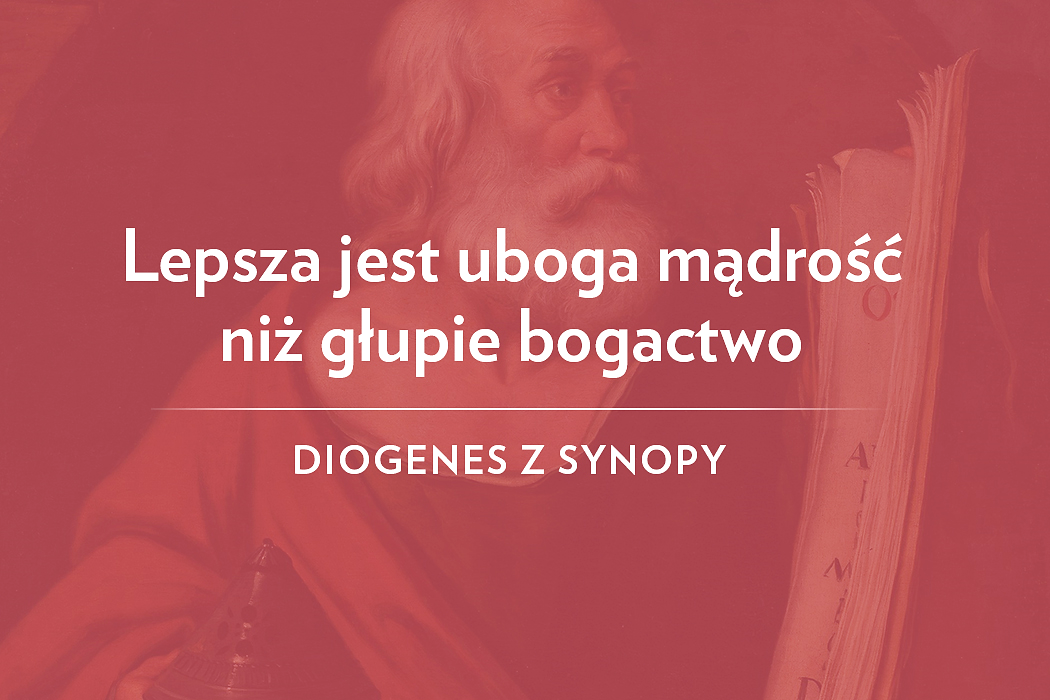 Lepsza jest uboga mądrość
niż głupie bogactwo
DIOGENES Z SYNOPY